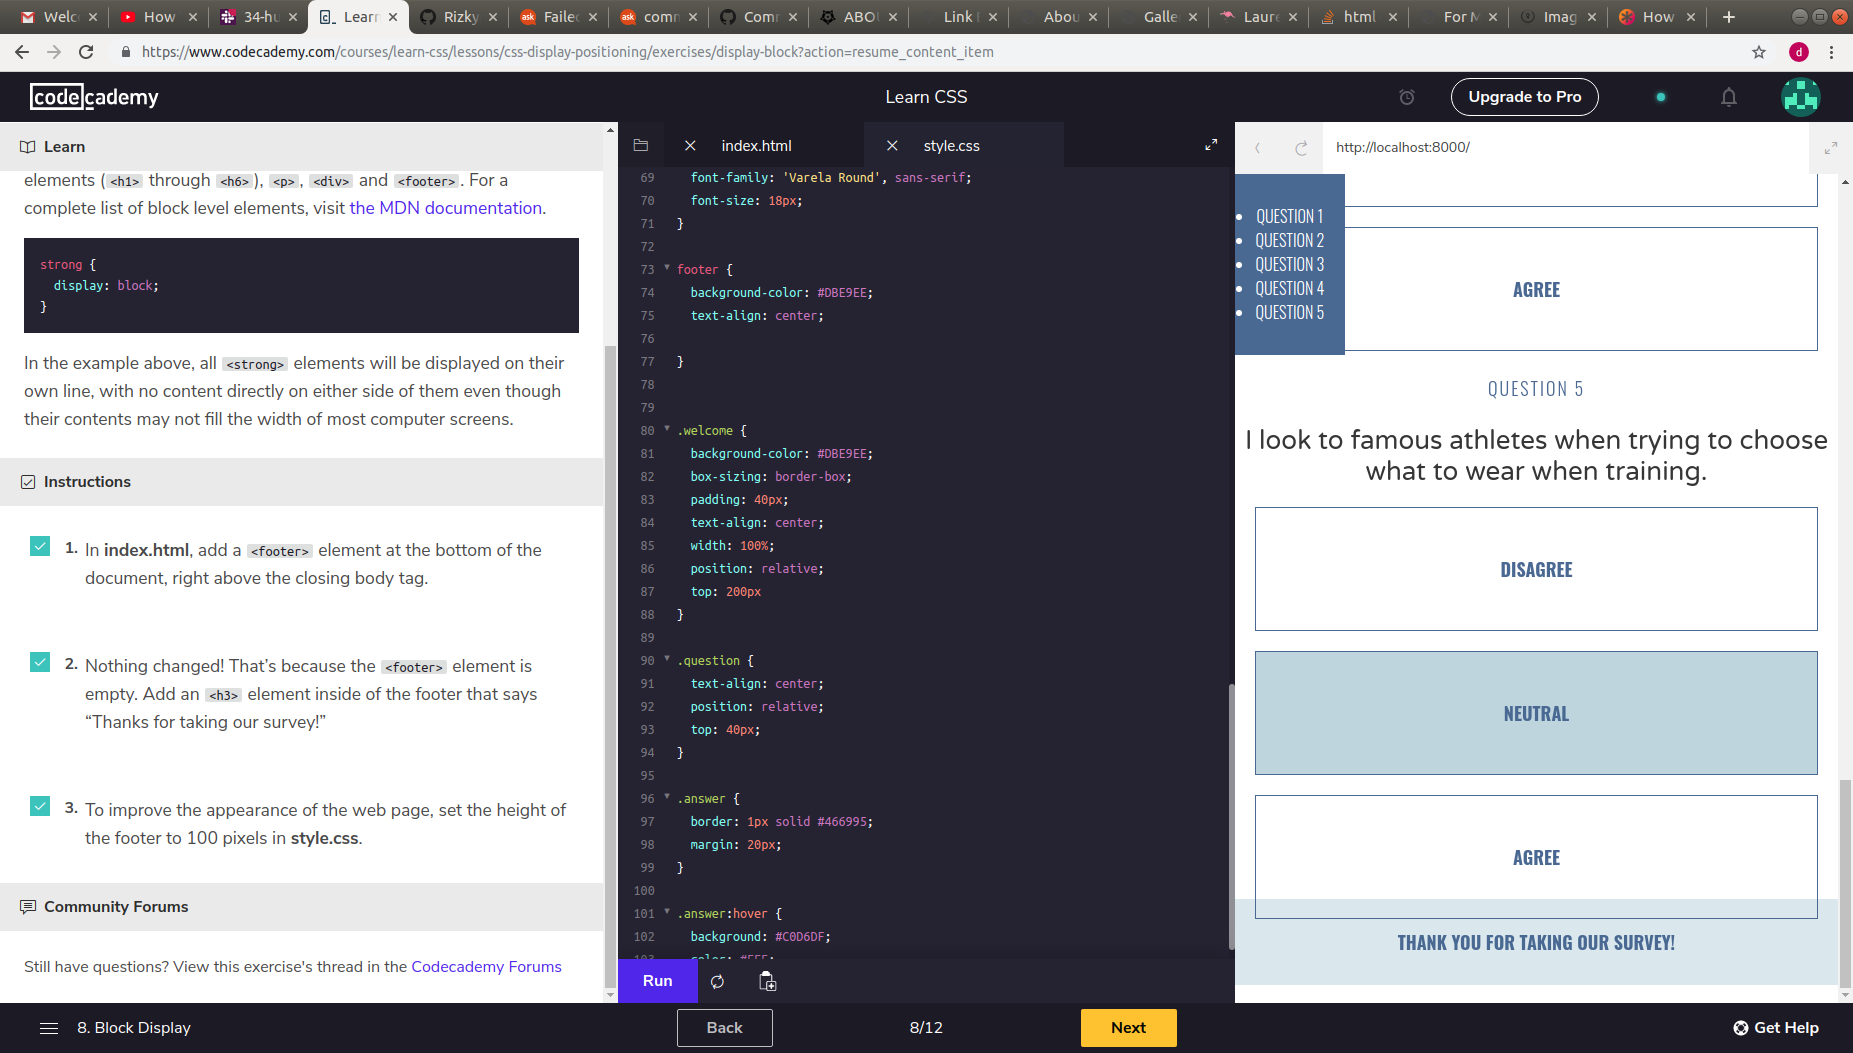 Welc
How
34-hu
Learn
Rizky
Failed
comm
Comm
ABO
Link
Abou
Galle
Laure
html
For M
Imag
How
https://www.codecademy.com/courses/learn-css/lessons/css-display-positioning/exercises/display-block?action=resume_content_item
d
codecademy
Learn CSS
Upgrade to Pro
Learn
elements (<h1> through <h6>), <p>, <div> and <footer>. For a
complete list of block level elements, visit the MDN documentation.
strong {
display: block;
}
In the example above, all <strong> elements will be displayed on their
own line, with no content directly on either side of them even though
their contents may not fill the width of most computer screens.
Instructions
1. In index.html, add a <footer> element at the bottom of the
document, right above the closing body tag.
2. Nothing changed! That’s because the <footer> element is
empty. Add an <h3> element inside of the footer that says
“Thanks for taking our survey!”
3. To improve the appearance of the web page, set the height of
the footer to 100 pixels in style.css.
Community Forums
Still have questions? View this exercise's thread in the Codecademy Forums
index.html
style.css
69 font-family: 'Varela Round', sans-serif;
70 font-size: 18px;
71 }
72
73 footer {
74 background-color: #DBE9EE;
75 text-align: center;
76
77 }
78
79
80 .welcome {
81 background-color: #DBE9EE;
82 box-sizing: border-box;
83 padding: 40px;
84 text-align: center;
85 width: 100%;
86 position: relative;
87 top: 200px
88 }
89
90 .question {
91 text-align: center;
92 position: relative;
93 top: 40px;
94 }
95
96 .answer {
97 border: 1px solid #466995;
98 margin: 20px;
99 }
100
101 .answer:hover {
102 background: #C0D6DF;
103 color: #FFF;
Run
http://localhost:8000/
QUESTION 1
QUESTION 2
QUESTION 3
QUESTION 4
QUESTION 5
AGREE
QUESTION 5
I look to famous athletes when trying to choose
what to wear when training.
DISAGREE
NEUTRAL
AGREE
THANK YOU FOR TAKING OUR SURVEY!
8. Block Display
Back
8/12
Next
Get Help